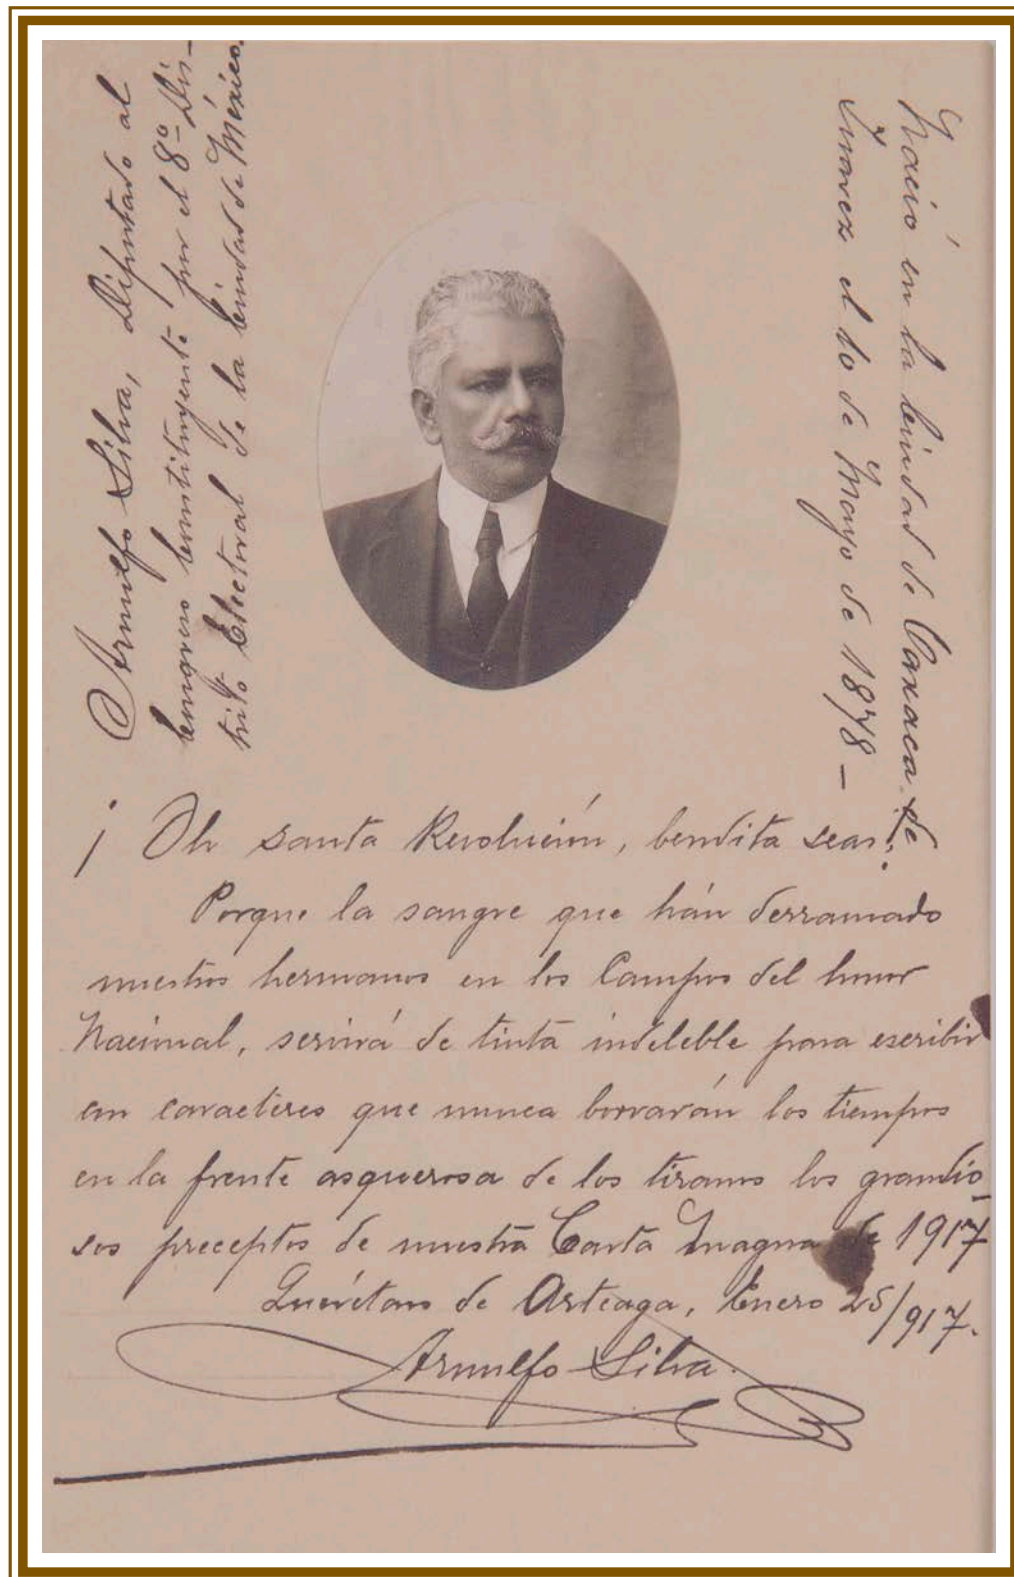 Arnulfo Silva, Diputado al
Congreso Constituyente por el 8º Dis-
trito Electoral de la Ciudad de México.
Nació en la Ciudad de Oaxaca de
Juarez el 10 de Mayo de 1878 -
¡ Oh santa Revolución, bendita seas!
Porque la sangre que hán derramado
nuestros hermanos en los Campos del honor
Nacional, servirá de tinta indeleble para escribir
con caracteres que nunca borrarán los tiempos
en la frente asquerosa de los tiranos los grandio-
sos preceptos de nuestra Carta Magna de 1917
Querétaro de Arteaga, Enero 25/917.
Arnulfo Silva.